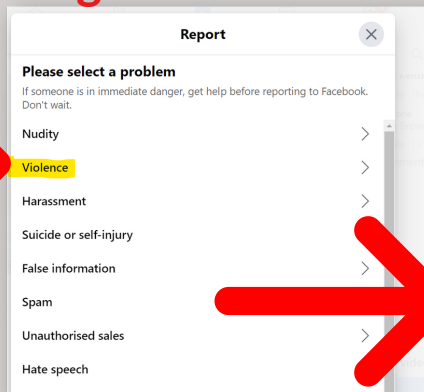 Report
Please select a problem
If someone is in immediate danger, get help before reporting to Facebook.
Don't wait.
Nudity
Violence
Harassment
Suicide or self-injury
False information
Spam
Unauthorised sales
Hate speech